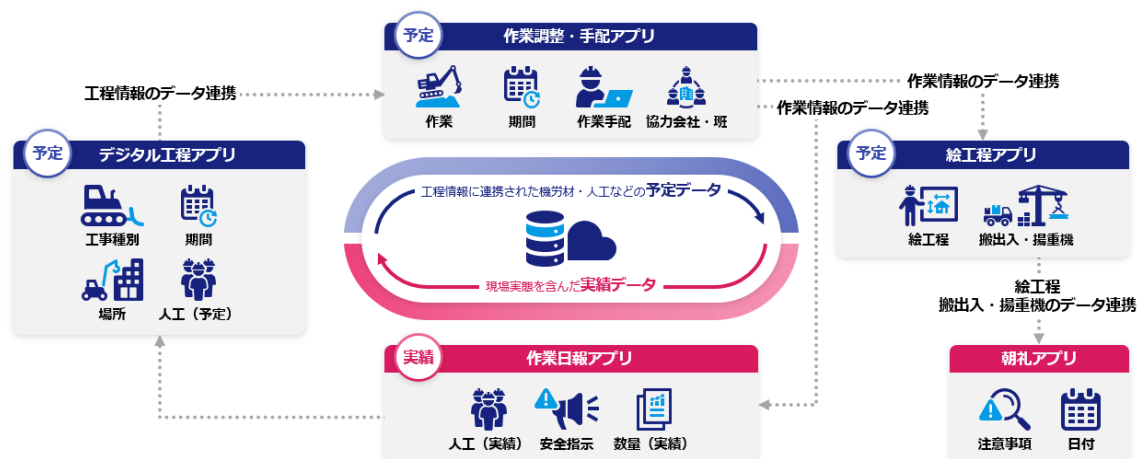 予定
作業調整・手配アプリ
作業
期間
作業手配
協力会社・班
工程情報のデータ連携
作業情報のデータ連携
作業情報のデータ連携
予定
デジタル工程アプリ
工事種別
期間
場所
人工（予定）
工程情報に連携された機労材・人工などの予定データ
現場実態を含んだ実績データ
予定
絵工程アプリ
絵工程
搬出入・揚重機
絵工程
搬出入・揚重機のデータ連携
実績
作業日報アプリ
人工（実績）
安全指示
数量（実績）
朝礼アプリ
注意事項
日付